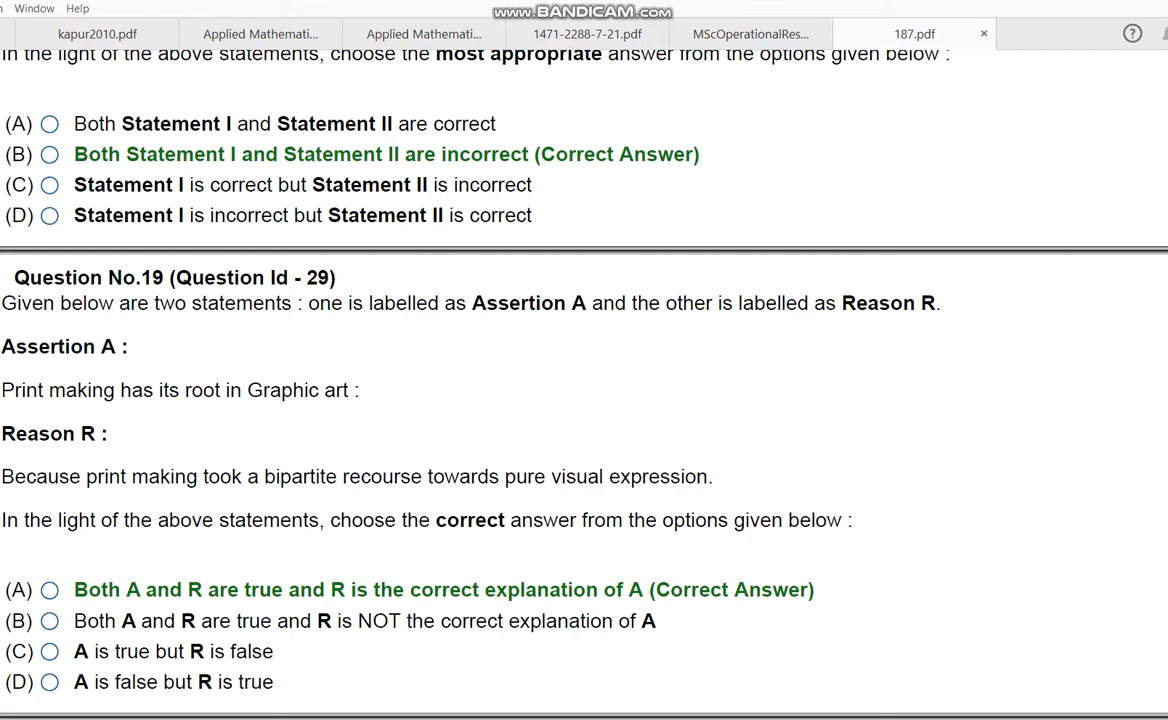 Window Help
www.BANDICAM.com
kapur2010.pdf Applied Mathemati... Applied Mathemati... 1471-2288-7-21.pdf MScOperationalRes... 187.pdf × ?
In the light of the above statements, choose the most appropriate answer from the options given below :
(A) Both Statement I and Statement II are correct
(B) Both Statement I and Statement II are incorrect (Correct Answer)
(C) Statement I is correct but Statement II is incorrect
(D) Statement I is incorrect but Statement II is correct
Question No.19 (Question Id - 29)
Given below are two statements : one is labelled as Assertion A and the other is labelled as Reason R.
Assertion A :
Print making has its root in Graphic art :
Reason R :
Because print making took a bipartite recourse towards pure visual expression.
In the light of the above statements, choose the correct answer from the options given below :
(A) Both A and R are true and R is the correct explanation of A (Correct Answer)
(B) Both A and R are true and R is NOT the correct explanation of A
(C) A is true but R is false
(D) A is false but R is true